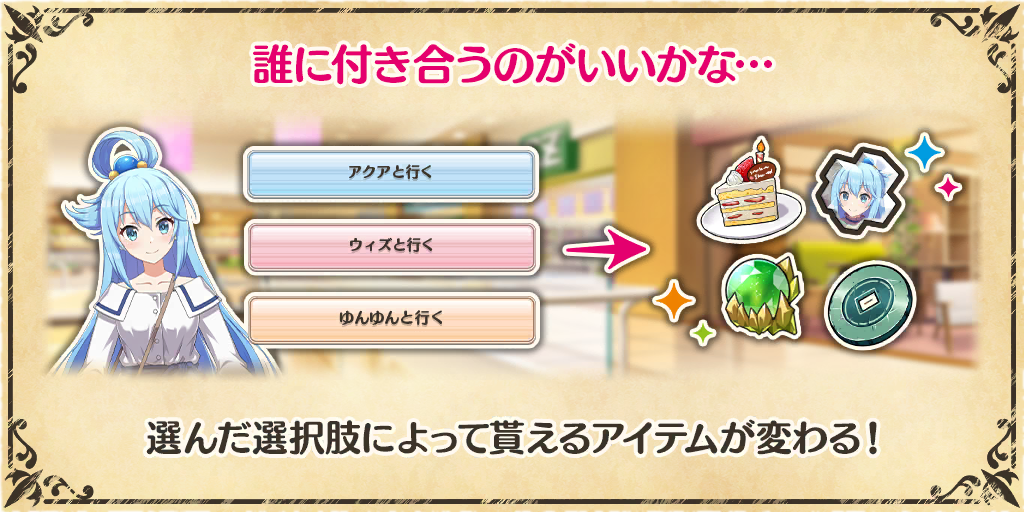 誰に付き合うのがいいかな…
アクアと行く
ウィズと行く
ゆんゆんと行く
選んだ選択肢によって貰えるアイテムが変わる!